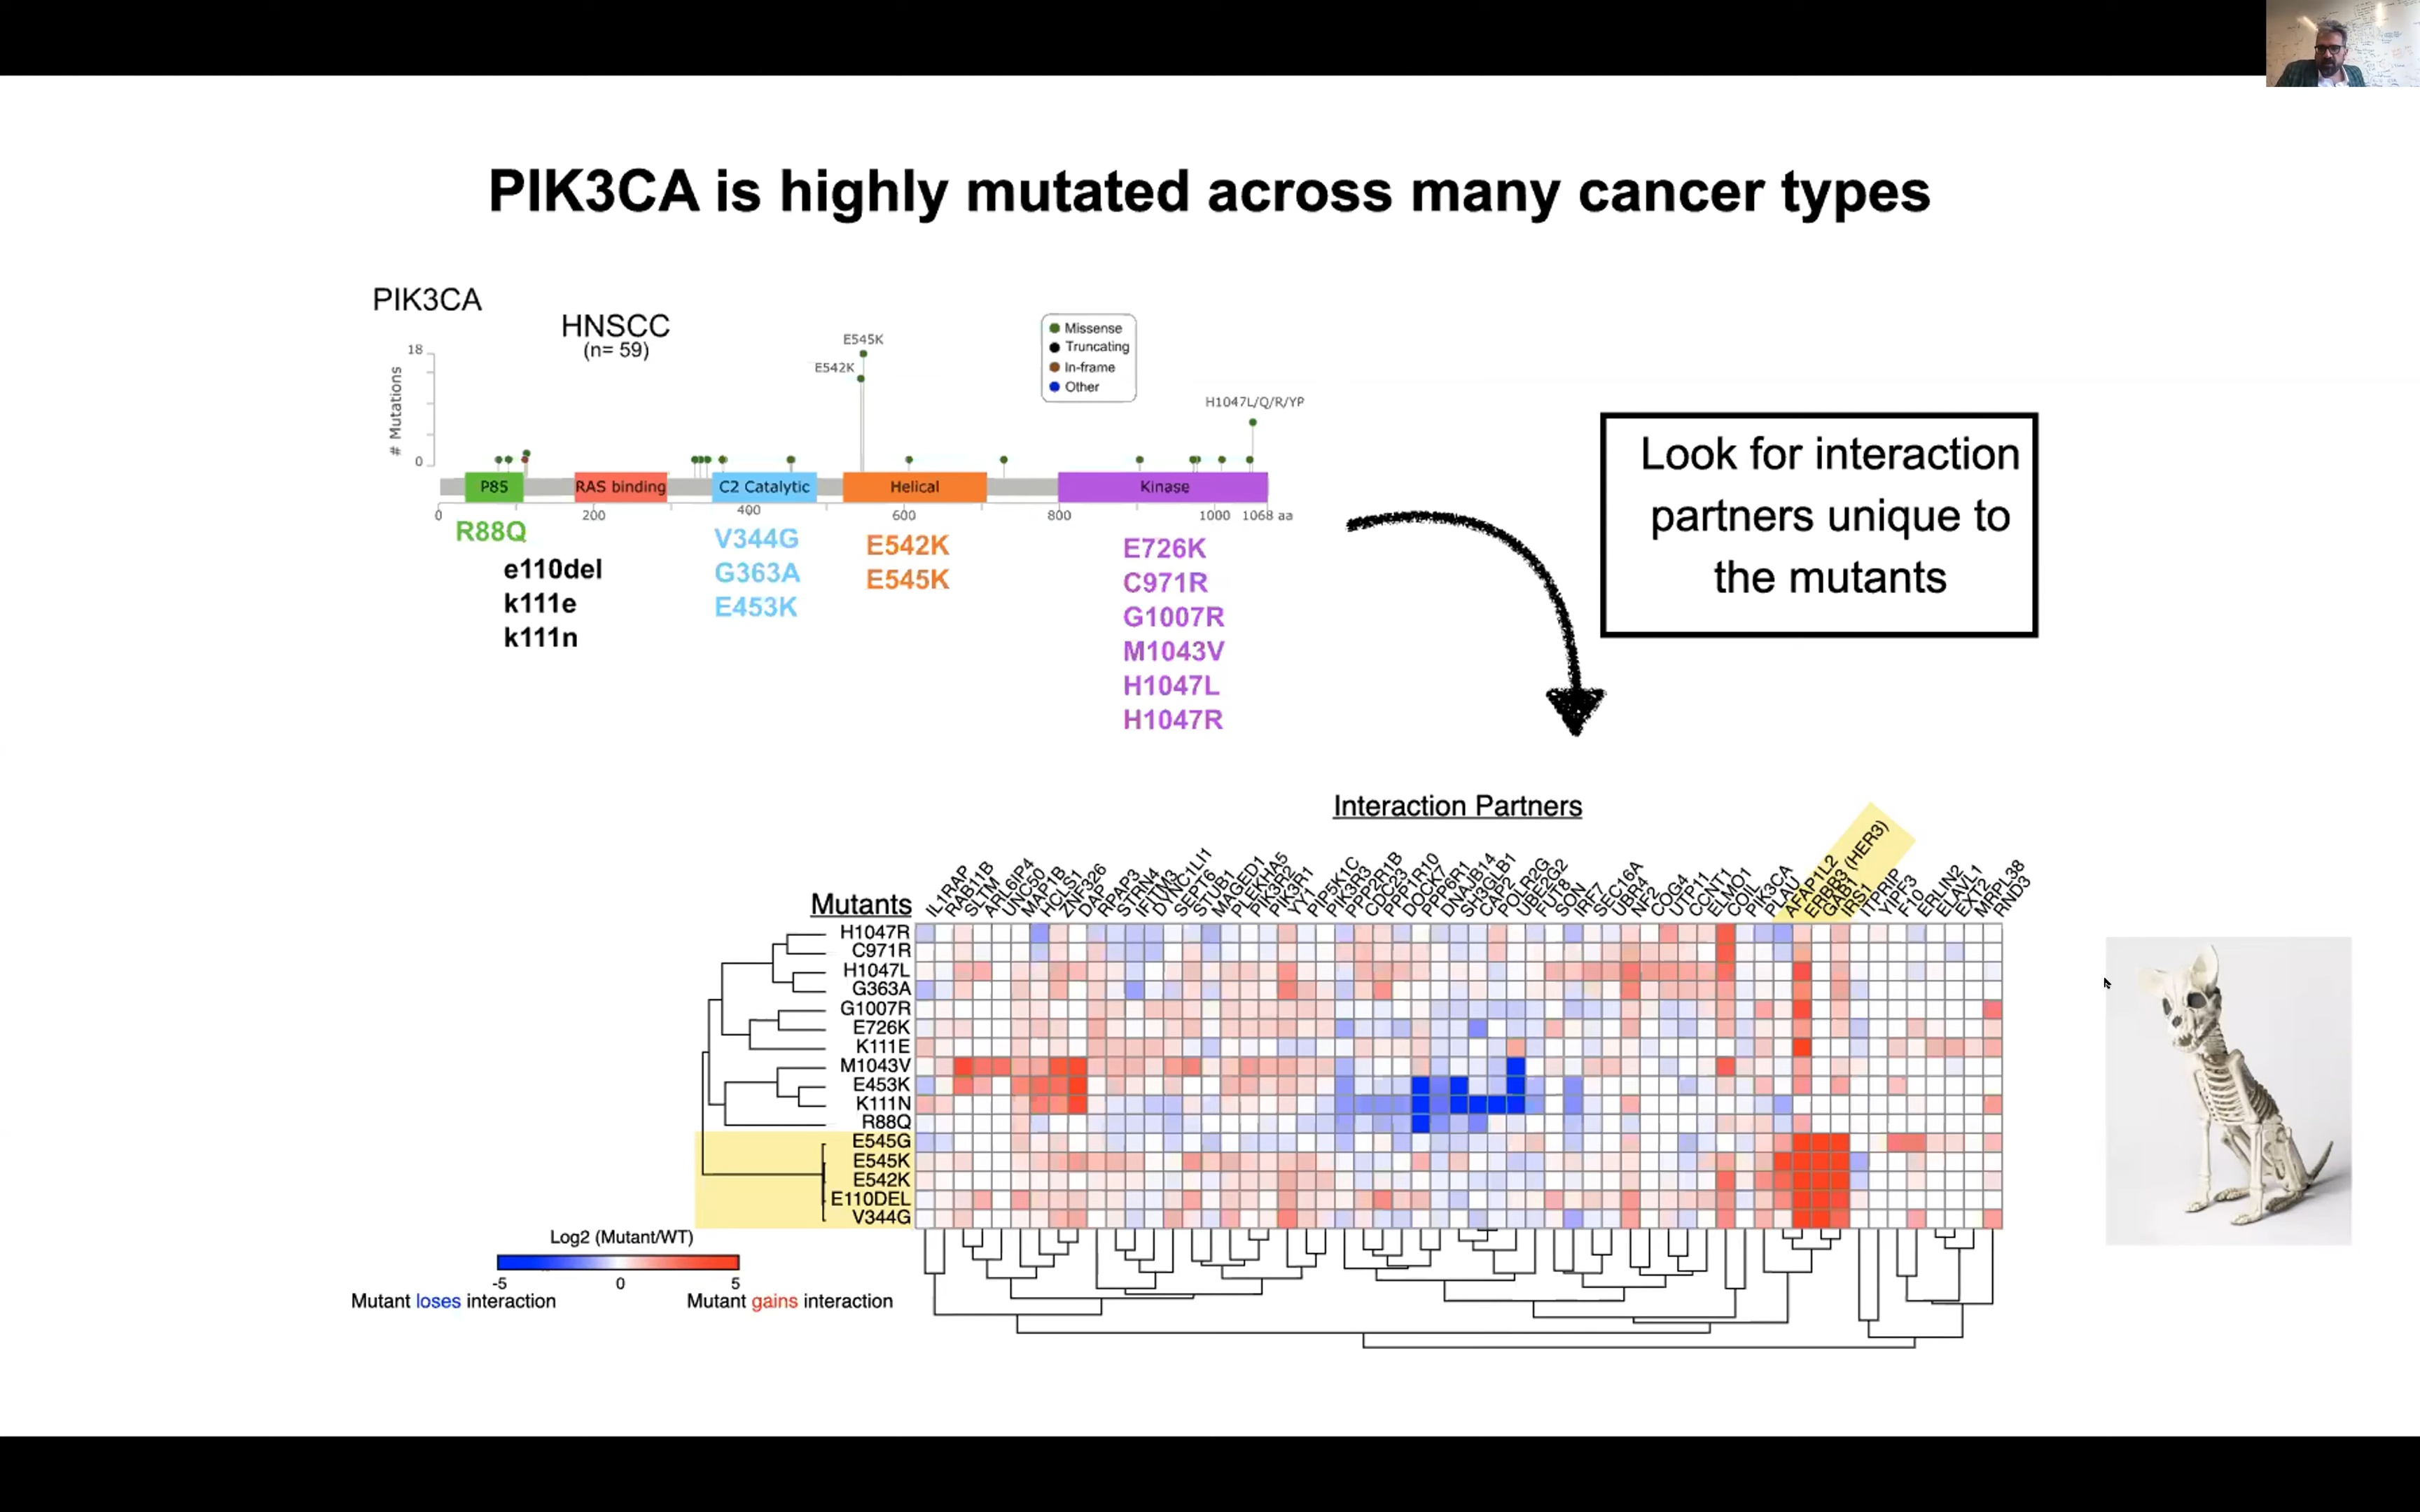 PIK3CA is highly mutated across many cancer types
PIK3CA
HNSCC
(n= 59)
# Mutations
18
0
E545K
E542K
H1047L/Q/R/YP
Missense
Truncating
In-frame
Other
P85
RAS binding
C2 Catalytic
Helical
Kinase
0
200
400
600
800
1000
1068 aa
R88Q
e110del
k111e
k111n
V344G
G363A
E453K
E542K
E545K
E726K
C971R
G1007R
M1043V
H1047L
H1047R
Look for interaction
partners unique to
the mutants
Interaction Partners
IL1RAP
RAB11B
SLTM
ARL6IP4
UNC50
MAP1B
HCLS1
ZNF326
DAP
RPAP3
STRN4
IFITM3
DYNC1LI1
SEPT6
STUB1
MAGED1
PLEKHA5
PIK3R2
PIK3R1
YY1
PIP5K1C
PIK3R3
PPP2R1B
CDC23
PPP1R10
DOCK7
PPP6R1
DNAJB14
SH3GLB1
CAP2
POLR2G
UBE2G2
FUT8
SON
IRF7
SEC16A
UBR4
NF2
COG4
UTP11
CCNT1
ELMO1
COIL
PIK3CA
PLAU
AFAP1L2
ERBB3 (HER3)
GAB1
IRS1
ITPRIP
YIPF3
F10
ERLIN2
ELAVL1
EXT2
MRPL38
RND3
Mutants
H1047R
C971R
H1047L
G363A
G1007R
E726K
K111E
M1043V
E453K
K111N
R88Q
E545G
E545K
E542K
E110DEL
V344G
Log2 (Mutant/WT)
-5
0
5
Mutant loses interaction
Mutant gains interaction